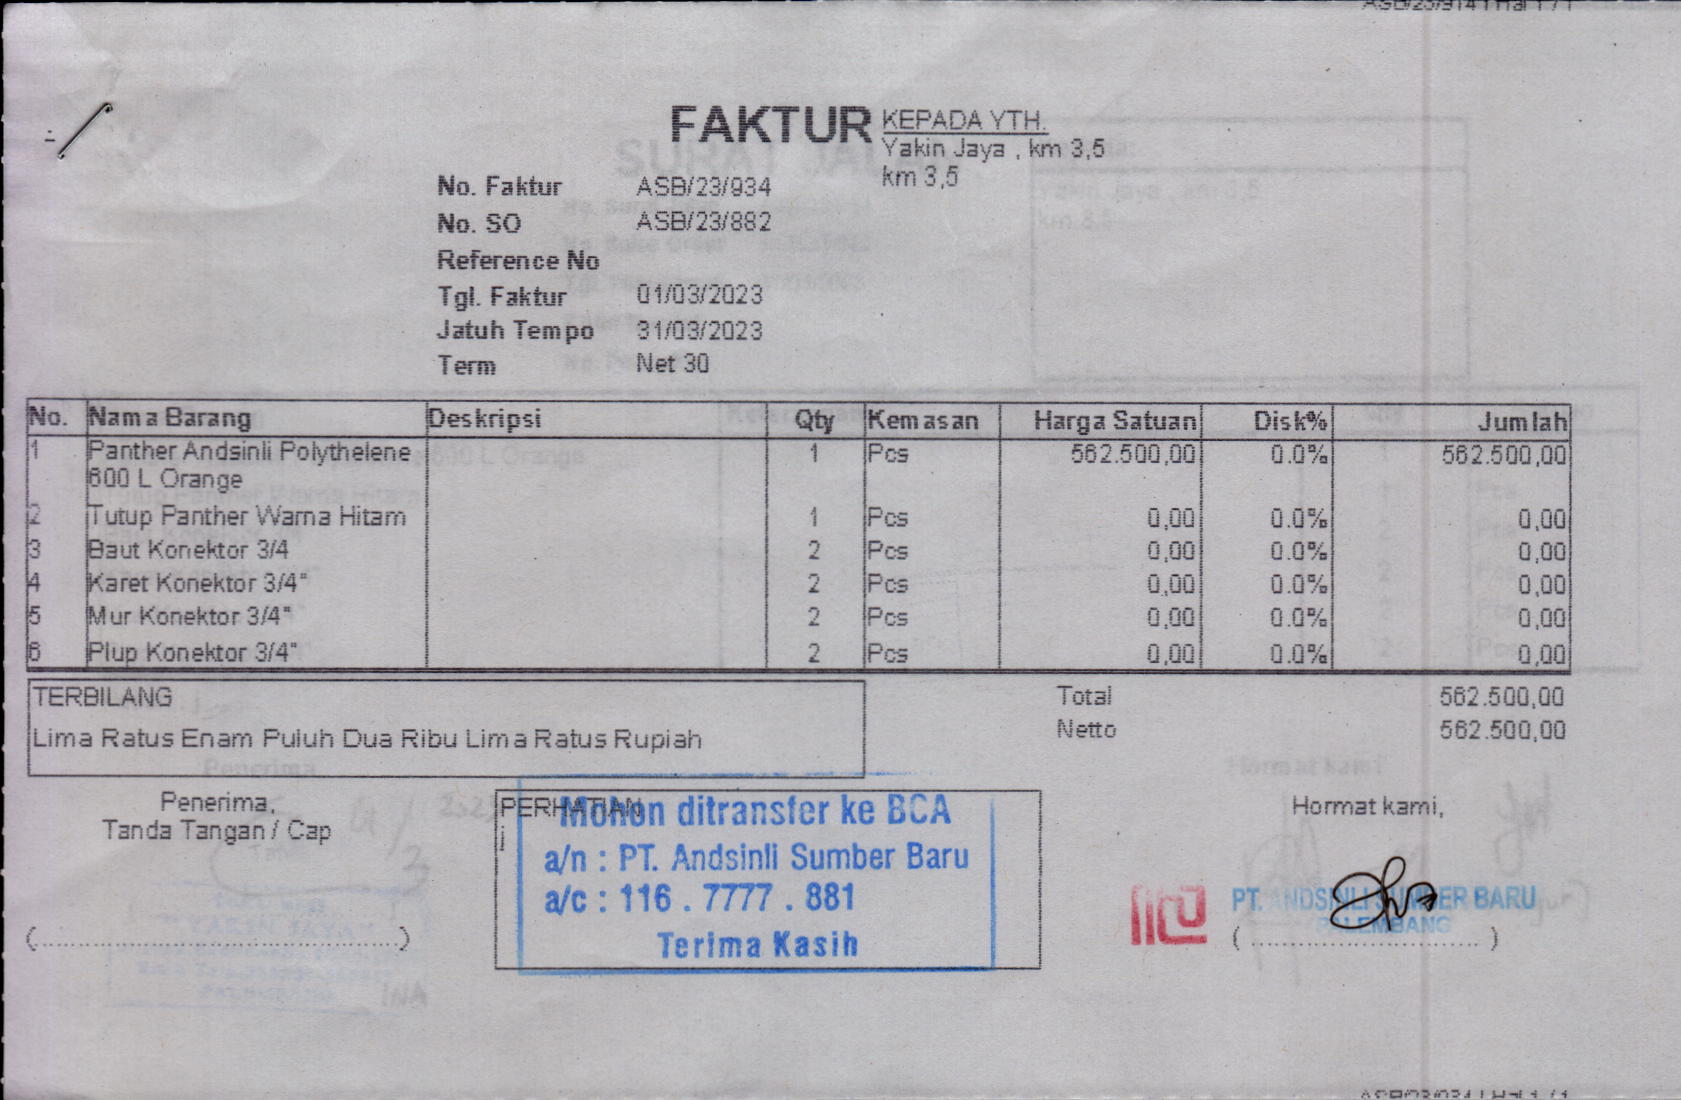 FAKTUR
KEPADA YTH.
Yakin Jaya , km 3,5
km 3,5
No. Faktur ASB/23/934
No. SO ASB/23/882
Reference No
Tgl. Faktur 01/03/2023
Jatuh Tempo 31/03/2023
Term Net 30
No. Nama Barang Deskripsi Qty Kemasan Harga Satuan Disk% Jumlah
1 Panther Andsinli Polythelene 1 Pcs 562.500,00 0.0% 562.500,00
600 L Orange
2 Tutup Panther Warna Hitam 1 Pcs 0,00 0.0% 0,00
3 Baut Konektor 3/4 2 Pcs 0,00 0.0% 0,00
4 Karet Konektor 3/4" 2 Pcs 0,00 0.0% 0,00
5 Mur Konektor 3/4" 2 Pcs 0,00 0.0% 0,00
6 Plup Konektor 3/4" 2 Pcs 0,00 0.0% 0,00
TERBILANG
Lima Ratus Enam Puluh Dua Ribu Lima Ratus Rupiah
Total 562.500,00
Netto 562.500,00
Penerima,
Tanda Tangan / Cap
(....................................................)
PERHATIAN
Mohon ditransfer ke BCA
a/n : PT. Andsinli Sumber Baru
a/c : 116 . 7777 . 881
Terima Kasih
Hormat kami,
PT. ANDSINLI SUMBER BARU
PALEMBANG
(.................................)